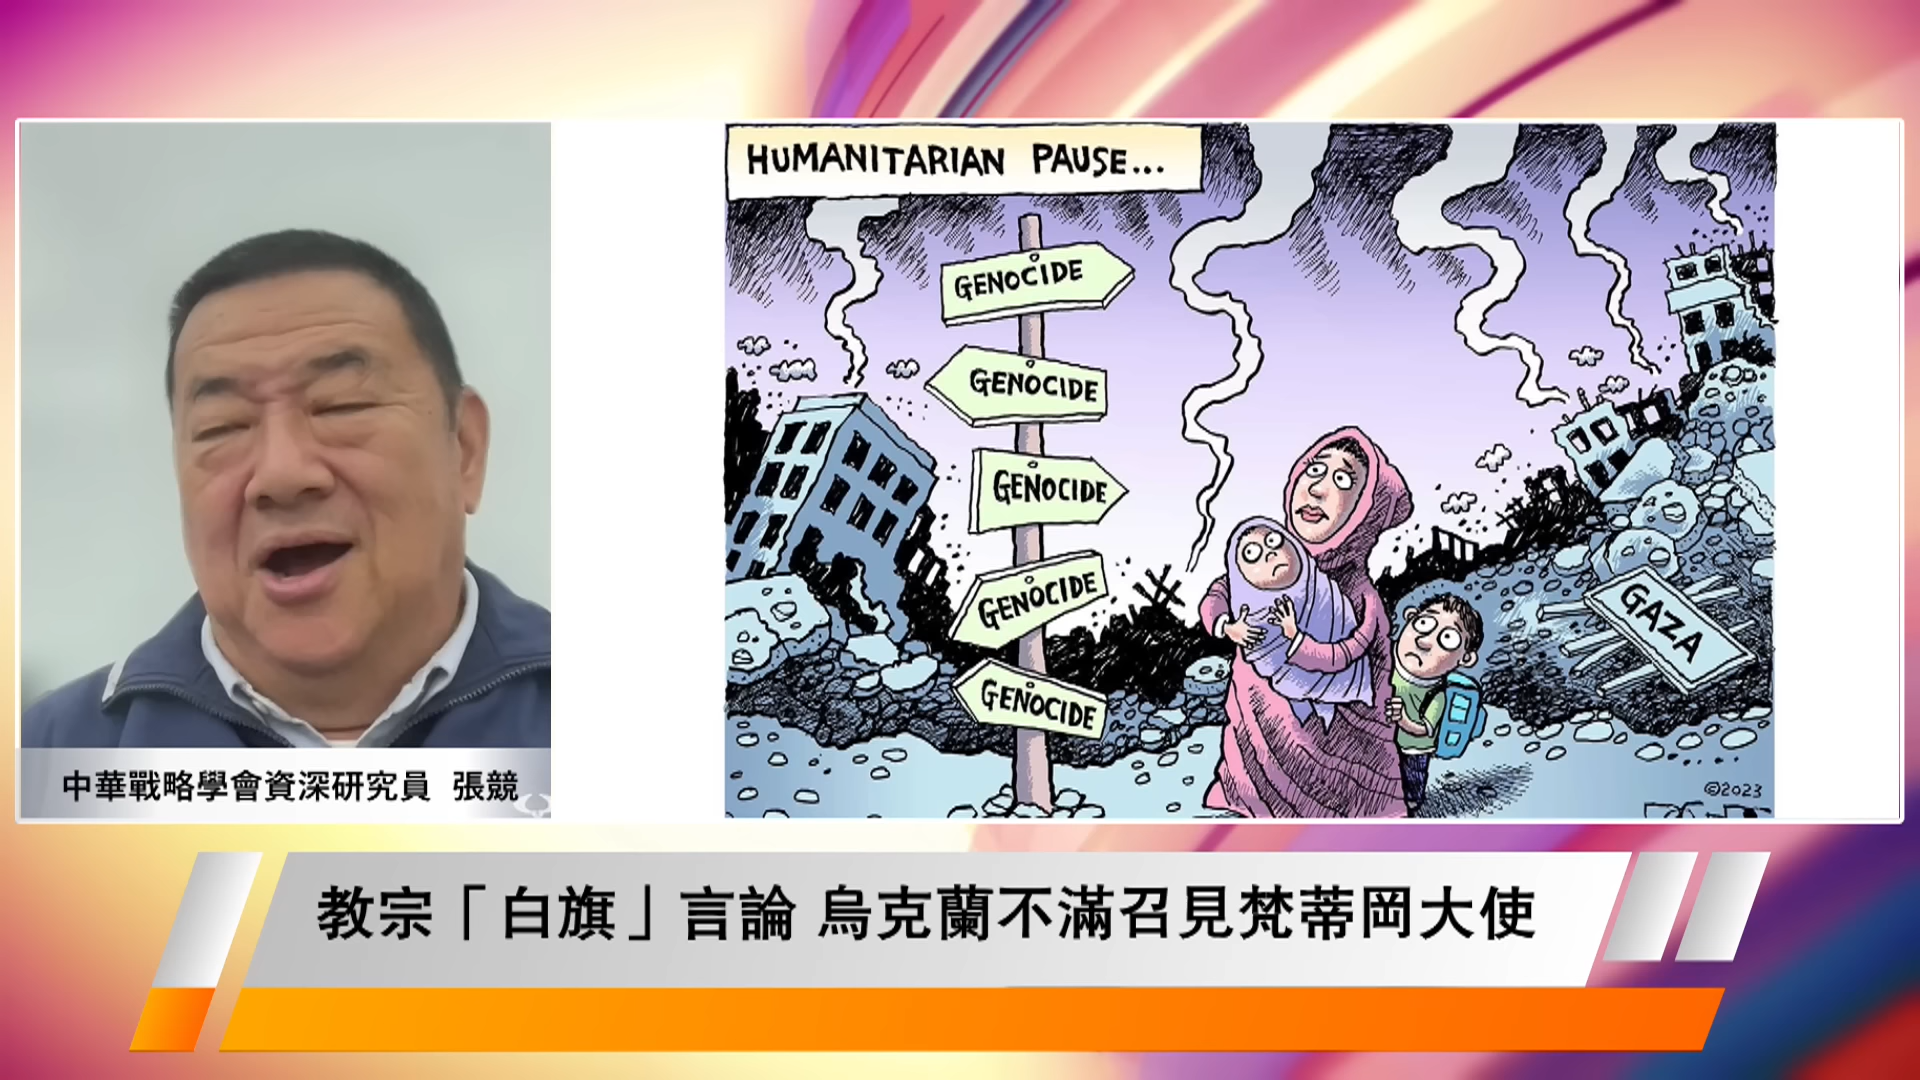 HUMANITARIAN PAUSE...
GENOCIDE
GENOCIDE
GENOCIDE
GENOCIDE
GENOCIDE
GAZA
©2023
中華戰略學會資深研究員 張競
教宗「白旗」言論 烏克蘭不滿召見梵蒂岡大使